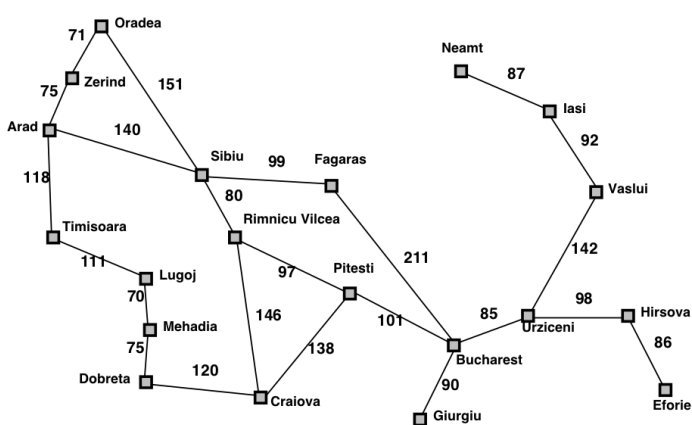 Oradea
71
Neamt
87
Zerind
151
75
Iasi
Arad
140
92
Sibiu
Fagaras
99
118
80
Vaslui
Rimnicu Vilcea
Timisoara
142
111
97
Pitesti
211
Lugoj
70
98
Hirsova
146
101
85
Mehadia
Urziceni
75
138
86
Bucharest
120
Dobreta
90
Craiova
Eforie
Giurgiu